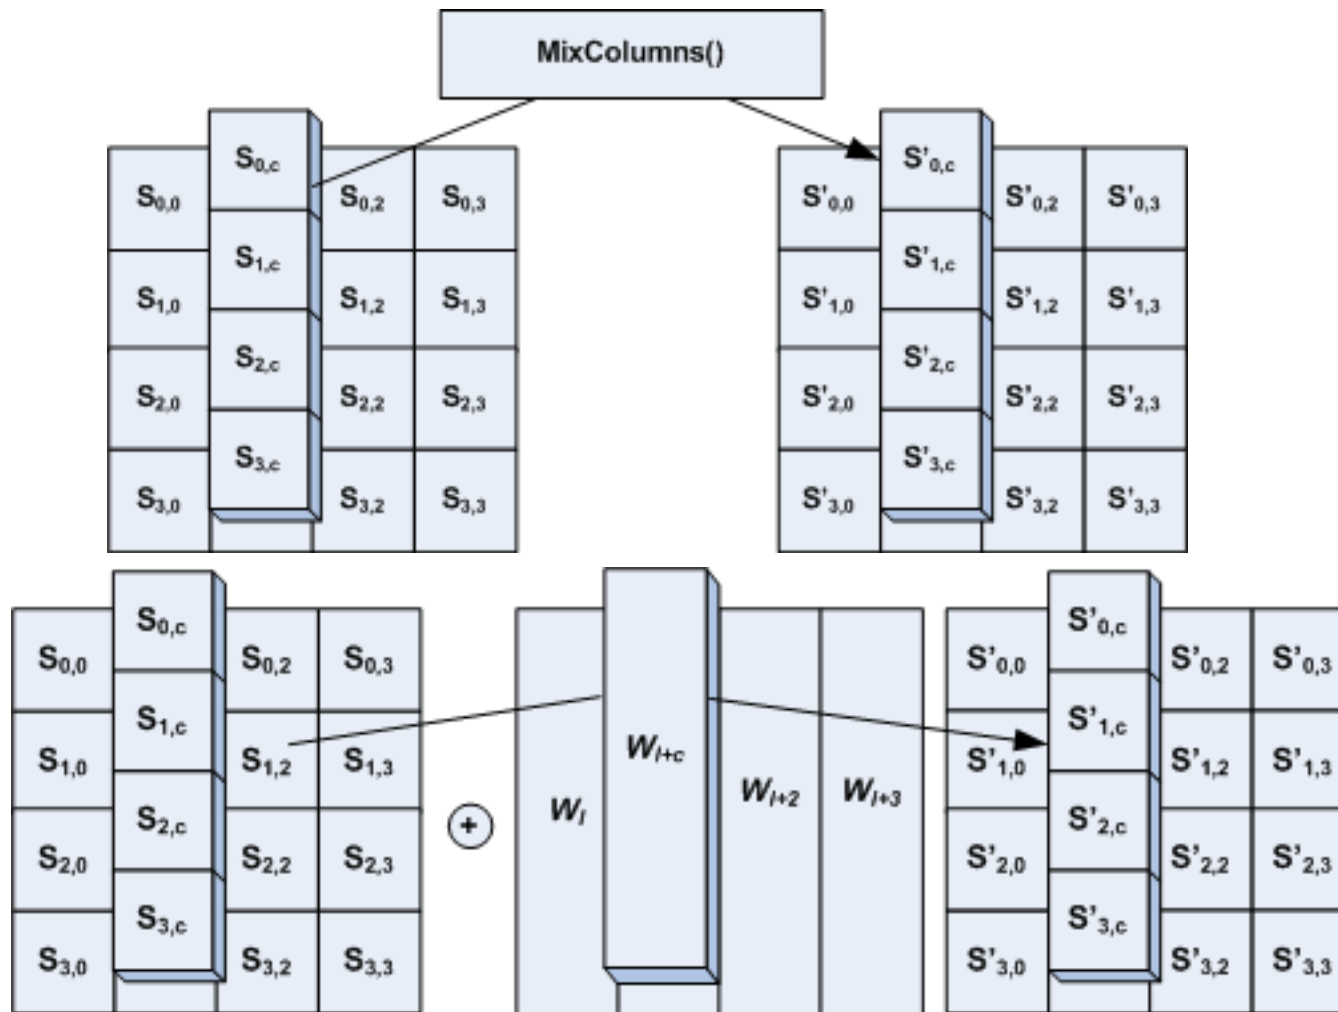 MixColumns()
S0,c S'0,c
S0,0 S0,2 S0,3 S'0,0 S'0,2 S'0,3
S1,c S'1,c
S1,0 S1,2 S1,3 S'1,0 S'1,2 S'1,3
S2,c S'2,c
S2,0 S2,2 S2,3 S'2,0 S'2,2 S'2,3
S3,c S'3,c
S3,0 S3,2 S3,3 S'3,0 S'3,2 S'3,3
S0,c S'0,c
S0,0 S0,2 S0,3 S'0,0 S'0,2 S'0,3
S1,c S'1,c
S1,0 S1,2 S1,3 Wl+c S'1,0 S'1,2 S'1,3
Wl Wl+2 Wl+3
S2,c + S'2,c
S2,0 S2,2 S2,3 S'2,0 S'2,2 S'2,3
S3,c S'3,c
S3,0 S3,2 S3,3 S'3,0 S'3,2 S'3,3